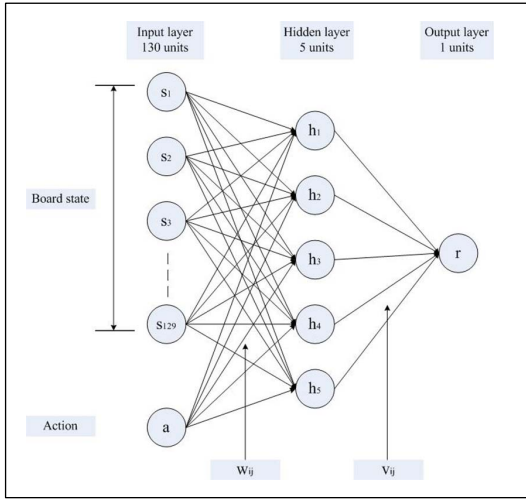 Input layer
130 units
Hidden layer
5 units
Output layer
1 units
s1
s2
s3
s129
a
h1
h2
h3
h4
h5
r
Board state
Action
Wij
Vij